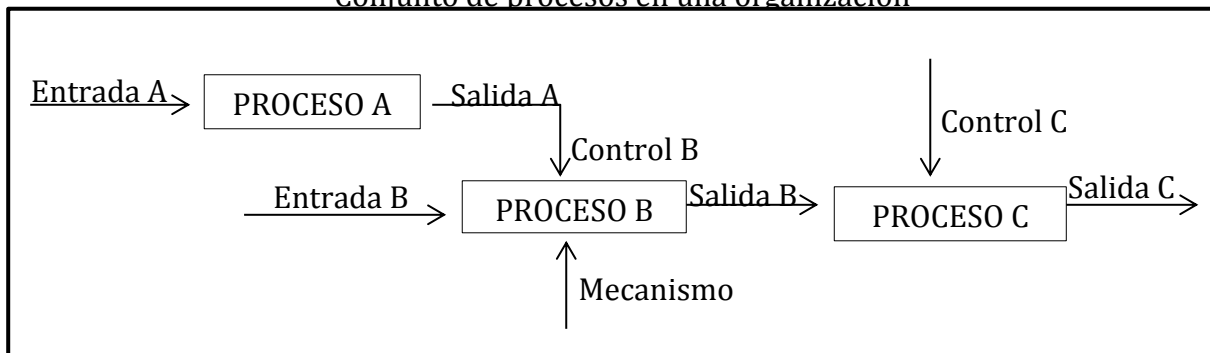 Conjunto de procesos en una organización
Entrada A
PROCESO A
Salida A
Control B
Control C
Entrada B
PROCESO B
Salida B
PROCESO C
Salida C
Mecanismo